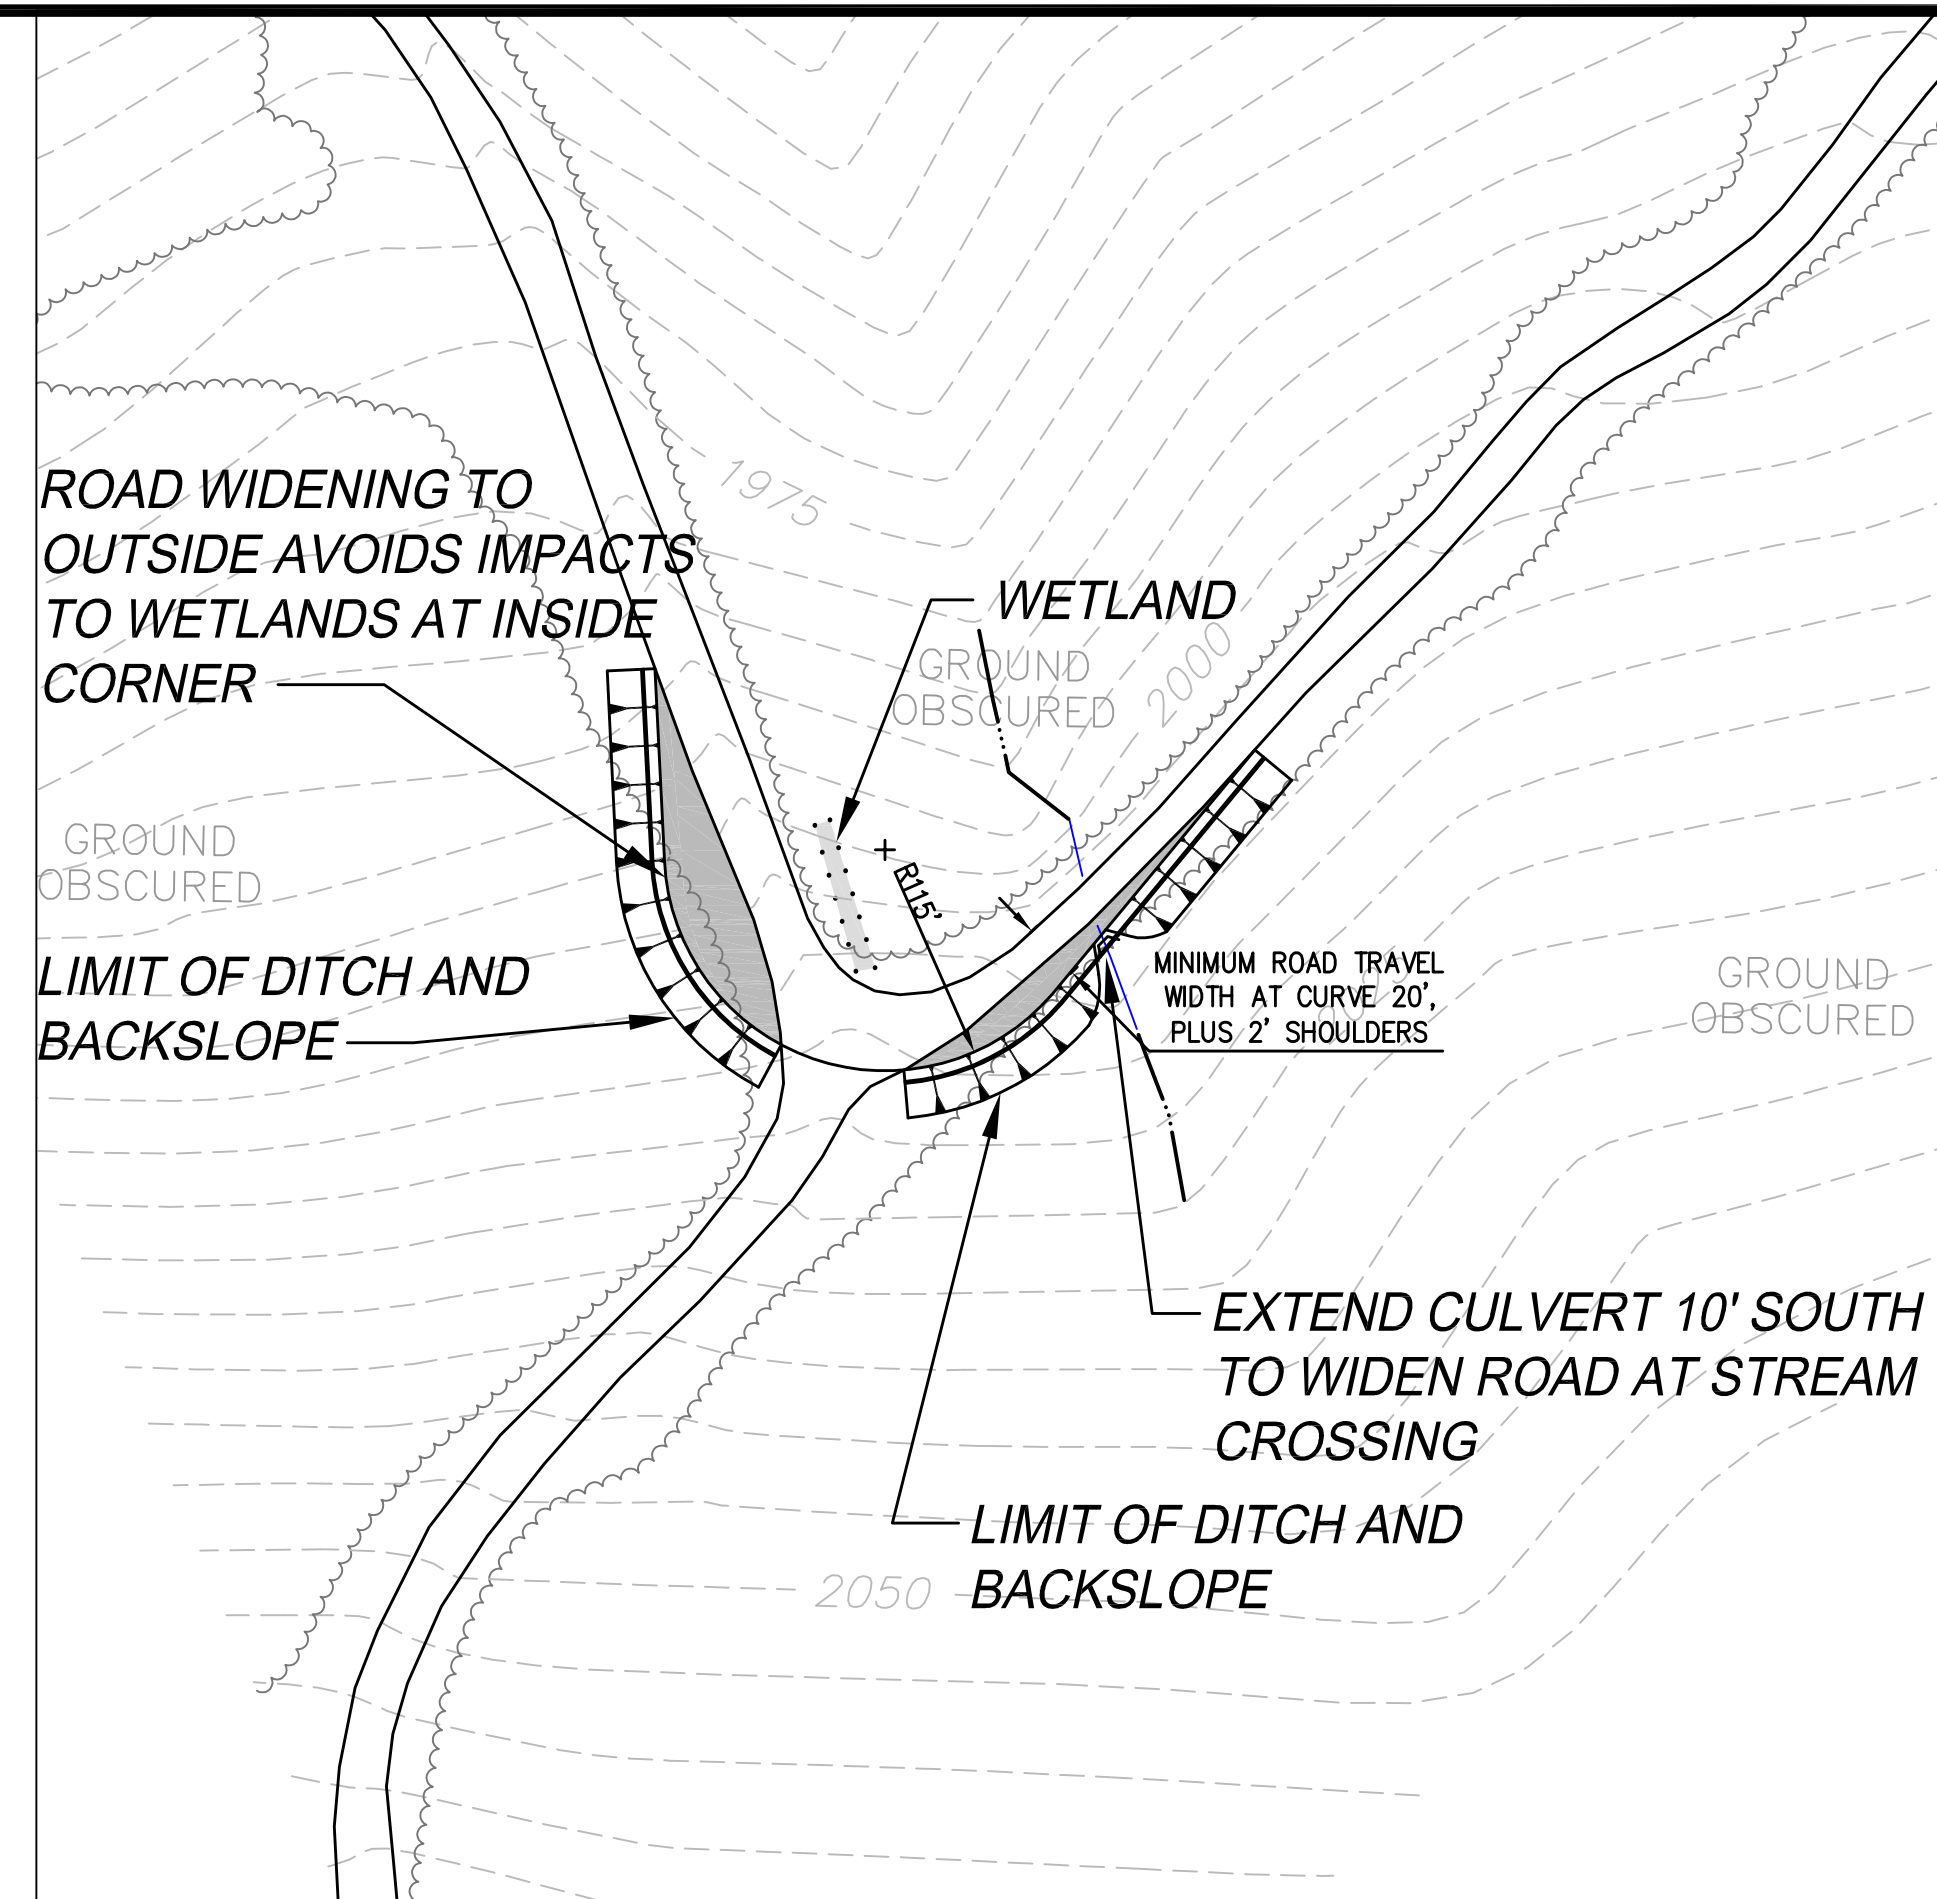 1975
ROAD WIDENING TO
OUTSIDE AVOIDS IMPACTS
TO WETLANDS AT INSIDE
CORNER
WETLAND
GROUND
OBSCURED
2000
GROUND
OBSCURED
R115'
LIMIT OF DITCH AND
BACKSLOPE
MINIMUM ROAD TRAVEL
WIDTH AT CURVE 20',
PLUS 2' SHOULDERS
GROUND
OBSCURED
EXTEND CULVERT 10' SOUTH
TO WIDEN ROAD AT STREAM
CROSSING
LIMIT OF DITCH AND
BACKSLOPE
2050